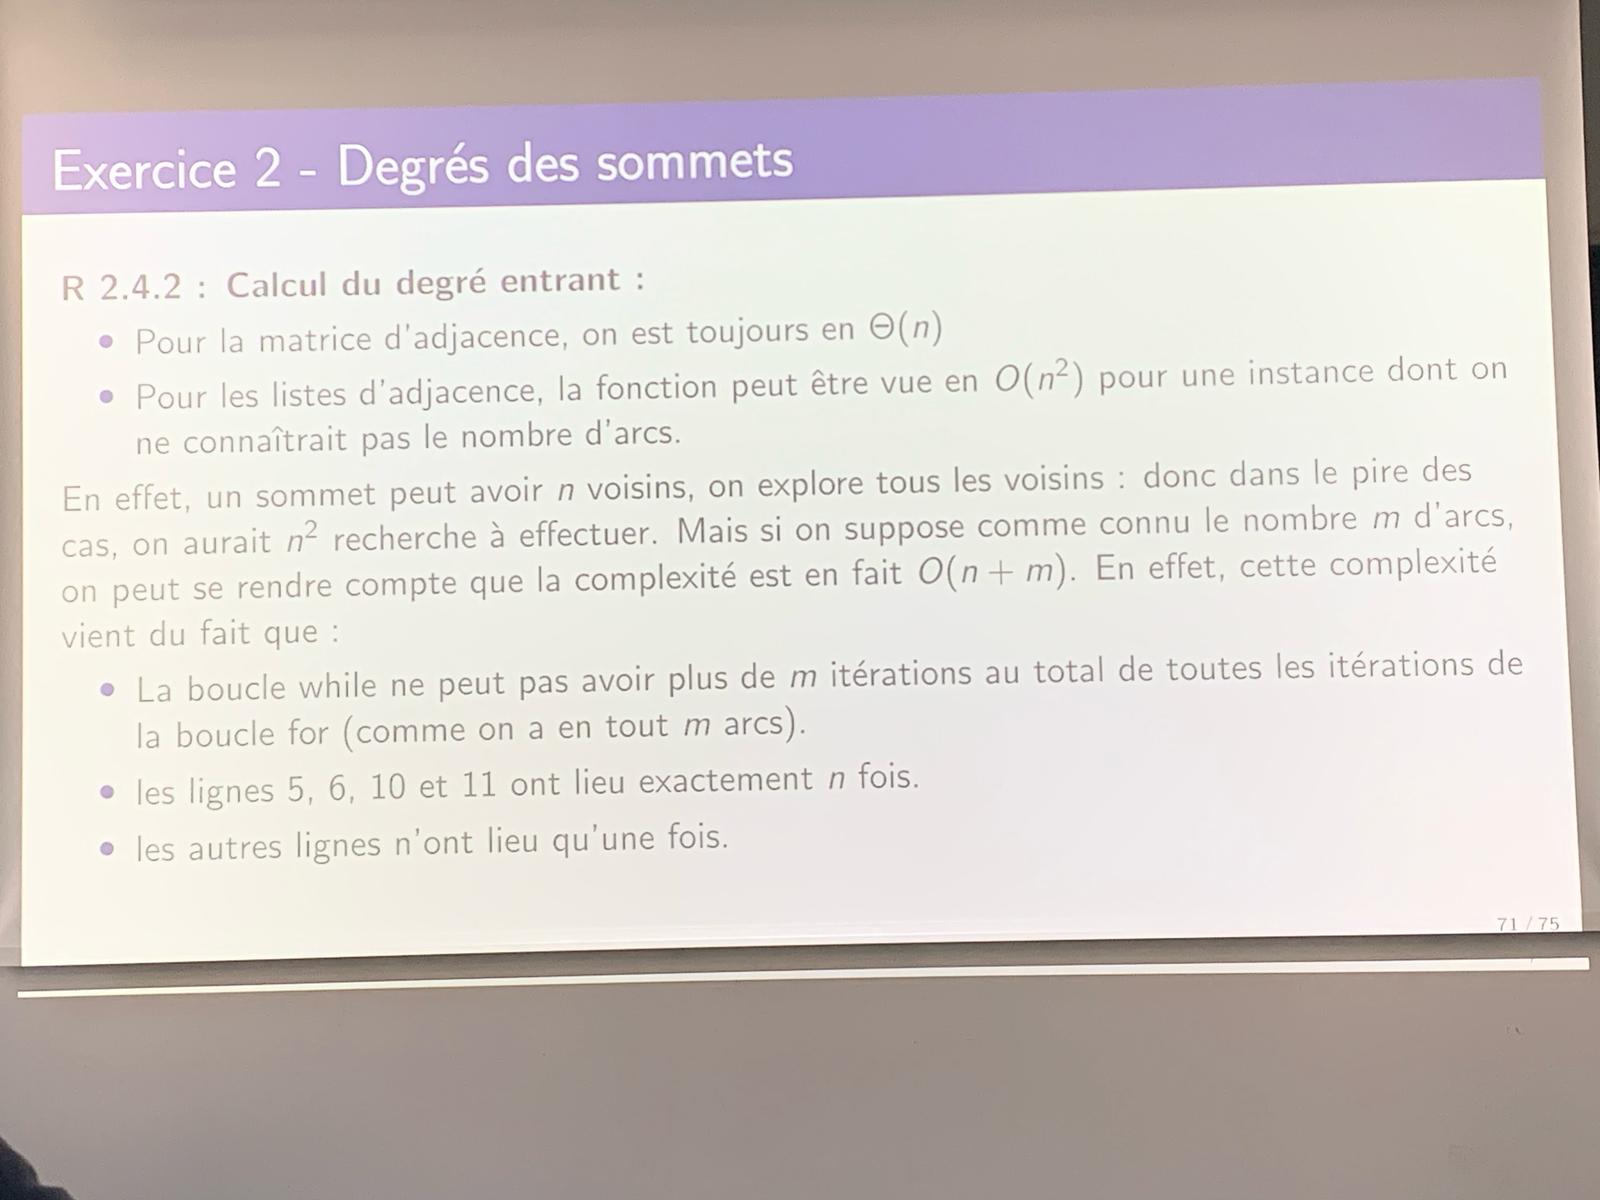 Exercice 2 - Degrés des sommets
R 2.4.2 : Calcul du degré entrant :
• Pour la matrice d'adjacence, on est toujours en Θ(n)
• Pour les listes d'adjacence, la fonction peut être vue en O(n²) pour une instance dont on
ne connaîtrait pas le nombre d'arcs.
En effet, un sommet peut avoir n voisins, on explore tous les voisins : donc dans le pire des
cas, on aurait n² recherche à effectuer. Mais si on suppose comme connu le nombre m d'arcs,
on peut se rendre compte que la complexité est en fait O(n + m). En effet, cette complexité
vient du fait que :
• La boucle while ne peut pas avoir plus de m itérations au total de toutes les itérations de
la boucle for (comme on a en tout m arcs).
• les lignes 5, 6, 10 et 11 ont lieu exactement n fois.
• les autres lignes n'ont lieu qu'une fois.
71 / 75